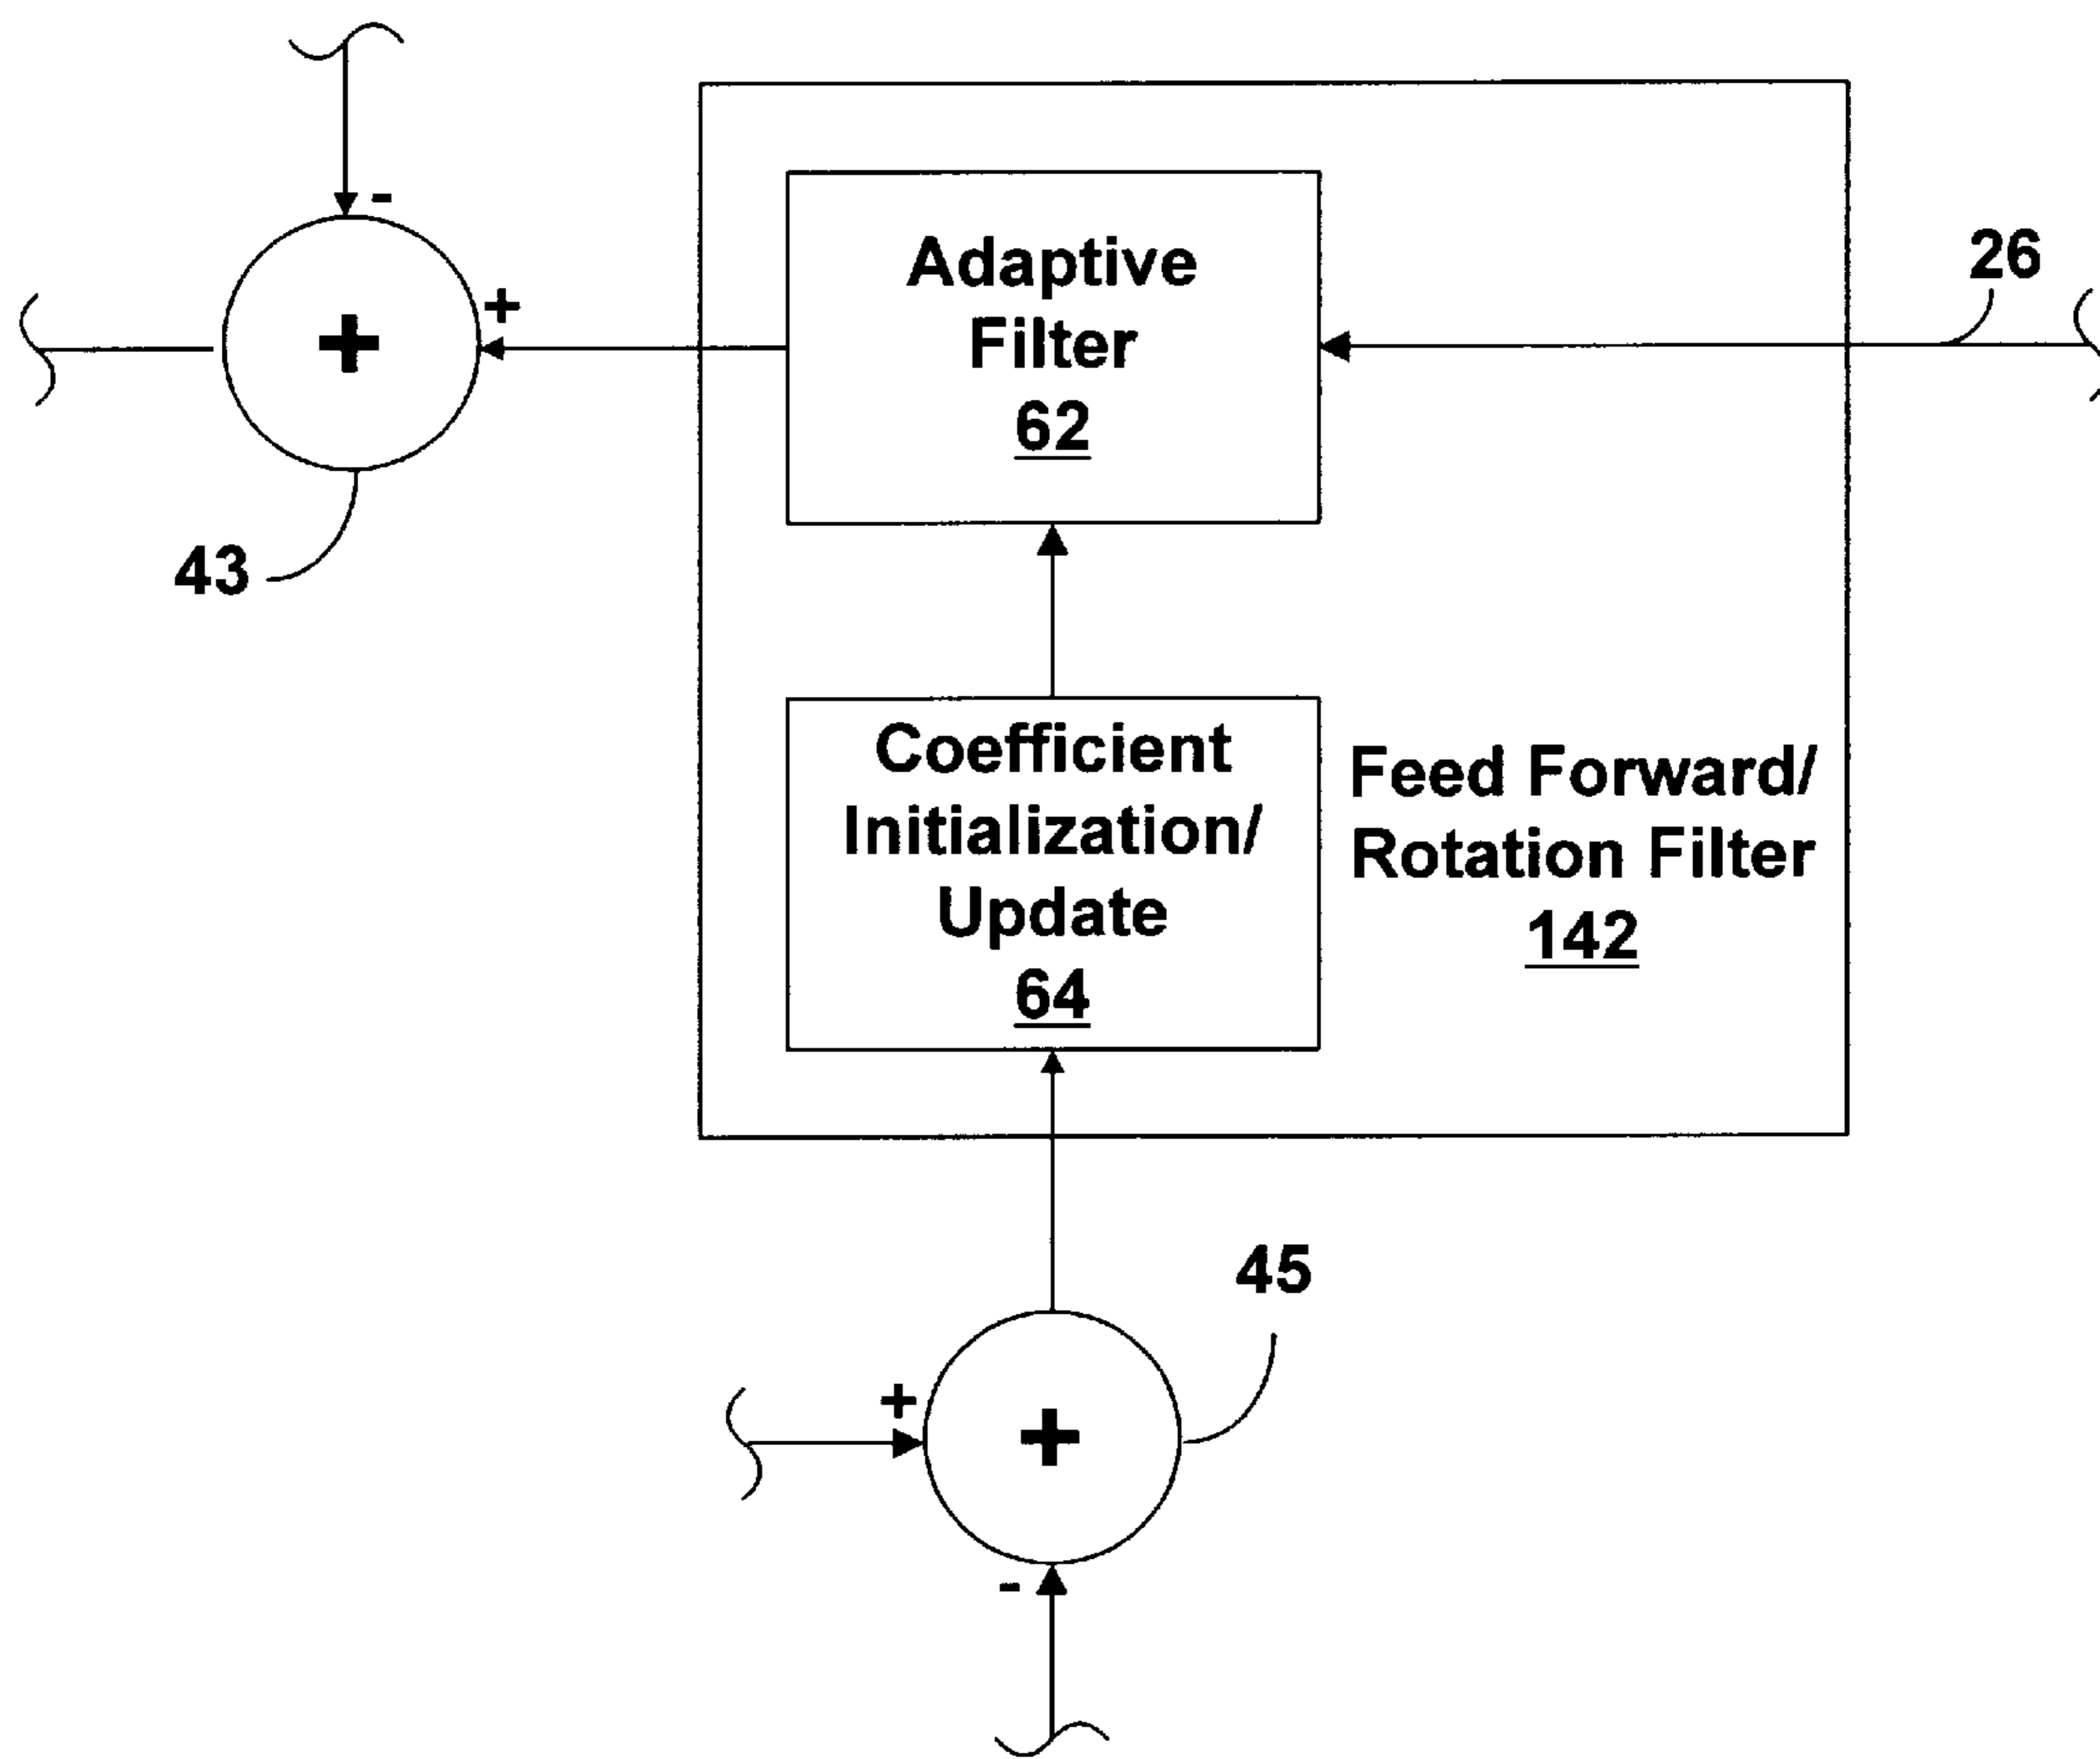 -
+
+
43
Adaptive
Filter
62
26
Coefficient
Initialization/
Update
64
Feed Forward/
Rotation Filter
142
45
+
+
-